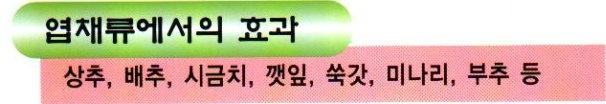 엽채류에서의 효과
상추, 배추, 시금치, 깻잎, 쑥갓, 미나리, 부추 등